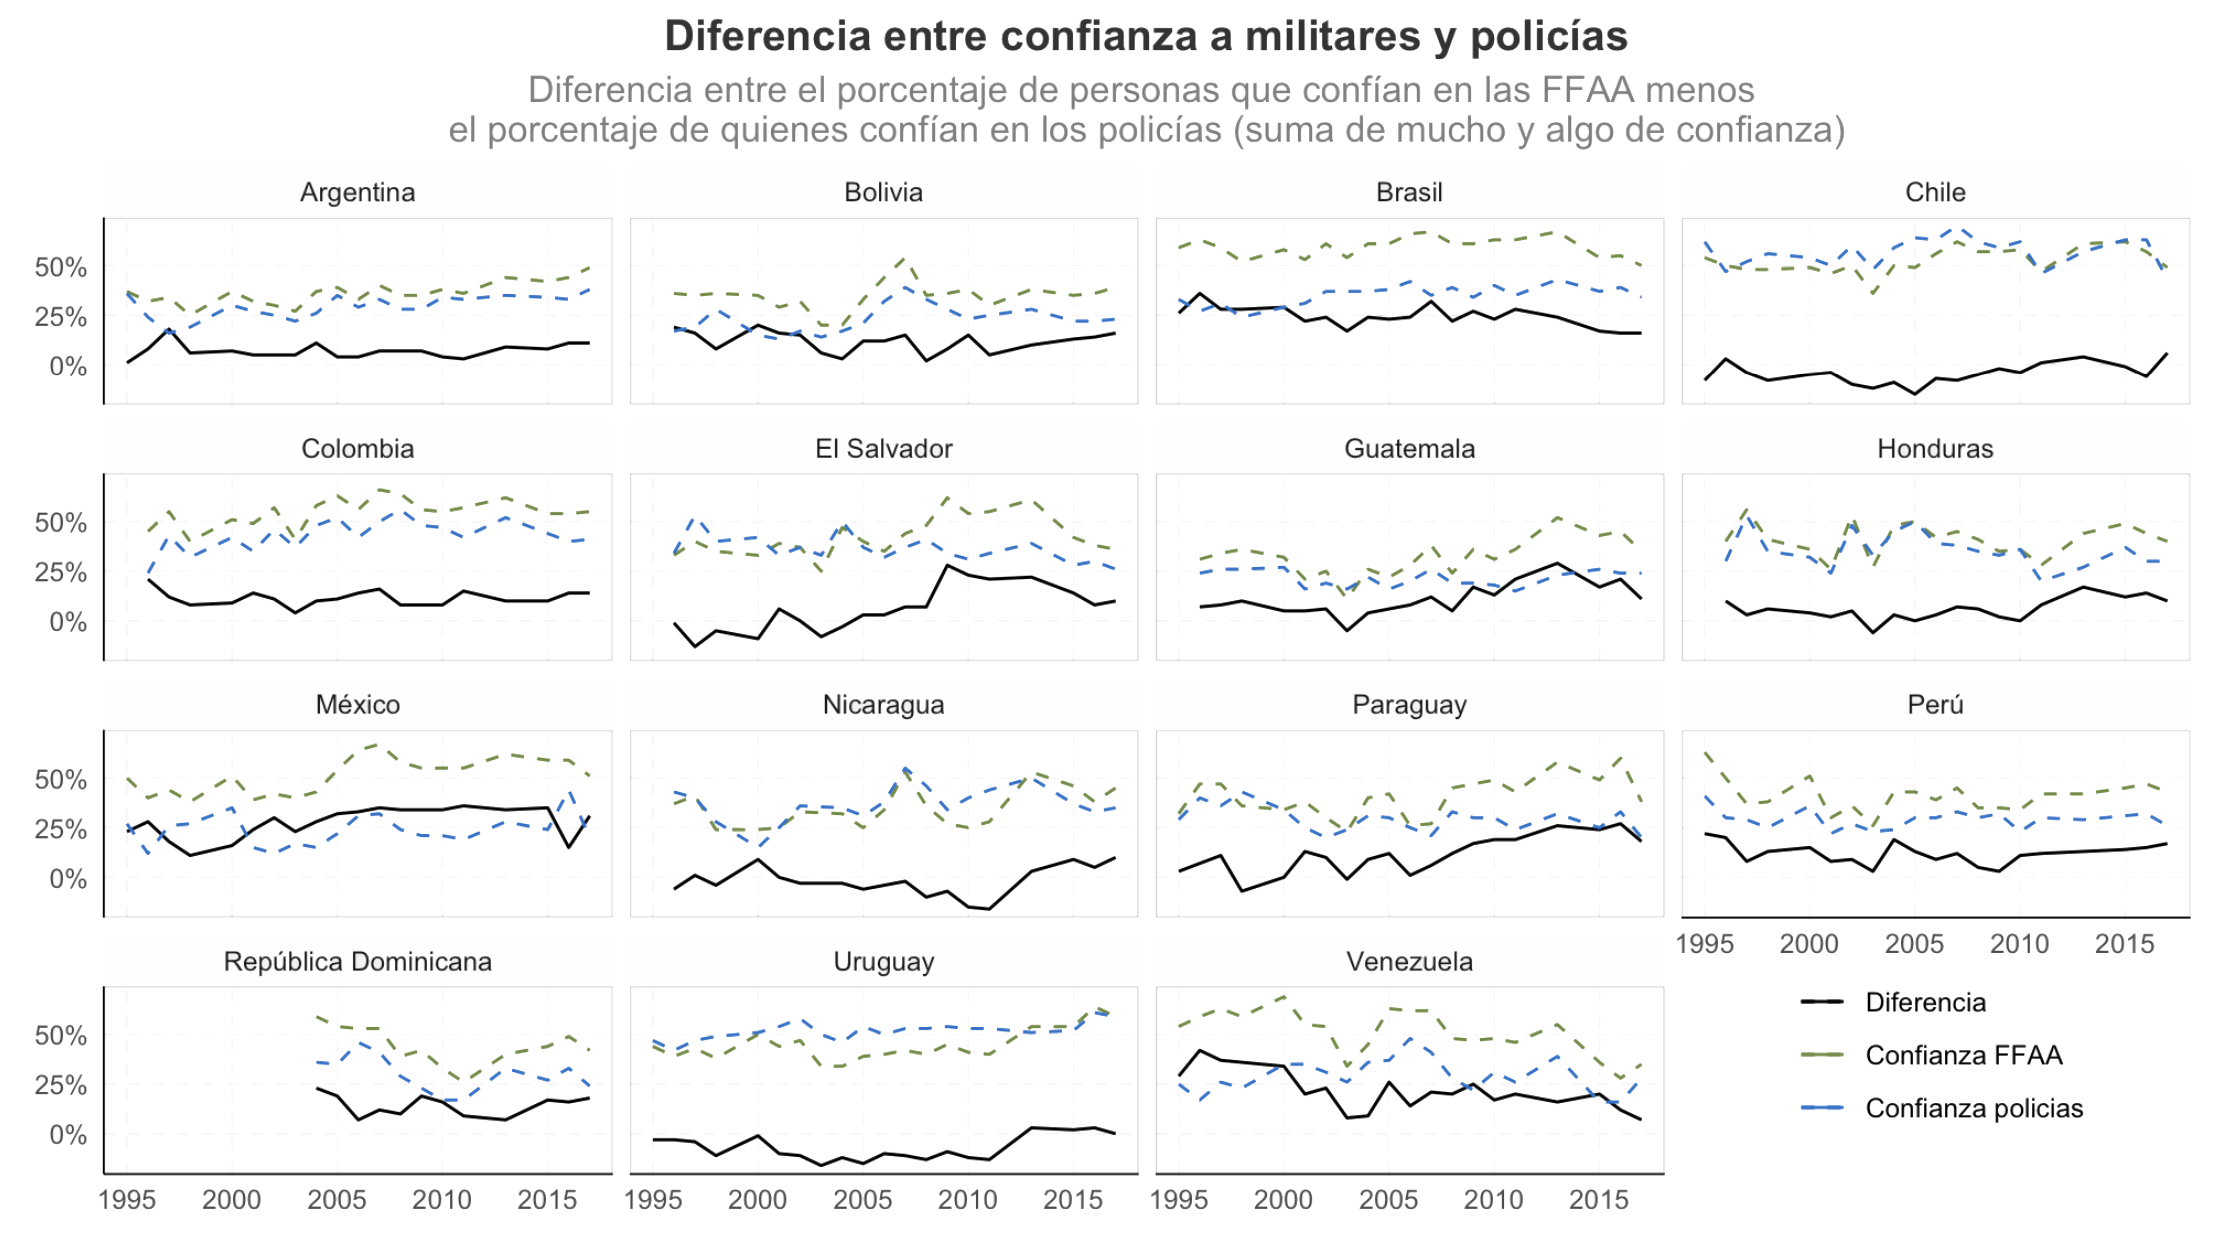 Diferencia entre confianza a militares y policías
Diferencia entre el porcentaje de personas que confían en las FFAA menos
el porcentaje de quienes confían en los policías (suma de mucho y algo de confianza)
Argentina
Bolivia
Brasil
Chile
50%
25%
0%
Colombia
El Salvador
Guatemala
Honduras
50%
25%
0%
México
Nicaragua
Paraguay
Perú
50%
25%
0%
1995 2000 2005 2010 2015
República Dominicana
Uruguay
Venezuela
50%
25%
0%
1995 2000 2005 2010 2015
1995 2000 2005 2010 2015
1995 2000 2005 2010 2015
Diferencia
Confianza FFAA
Confianza policias